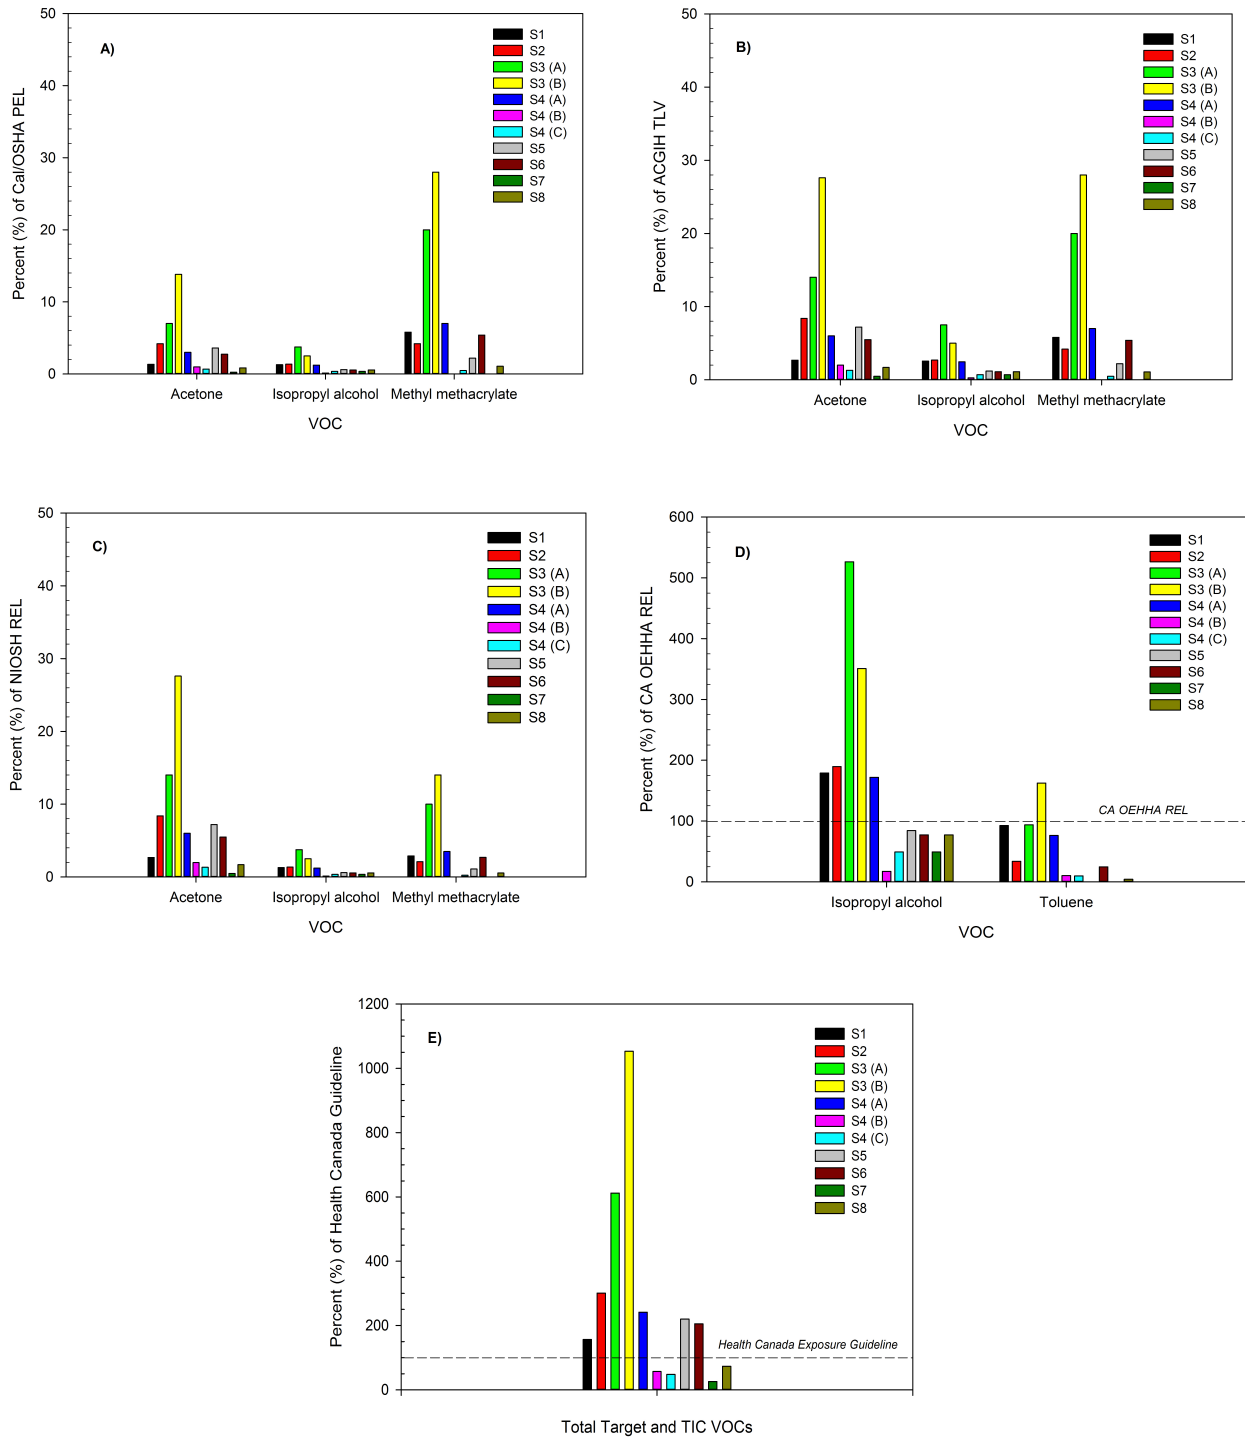 A)
Percent (%) of Cal/OSHA PEL
50
40
30
20
10
0
S1
S2
S3 (A)
S3 (B)
S4 (A)
S4 (B)
S4 (C)
S5
S6
S7
S8
Acetone
Isopropyl alcohol
Methyl methacrylate
VOC
B)
Percent (%) of ACGIH TLV
50
40
30
20
10
0
S1
S2
S3 (A)
S3 (B)
S4 (A)
S4 (B)
S4 (C)
S5
S6
S7
S8
Acetone
Isopropyl alcohol
Methyl methacrylate
VOC
C)
Percent (%) of NIOSH REL
50
40
30
20
10
0
S1
S2
S3 (A)
S3 (B)
S4 (A)
S4 (B)
S4 (C)
S5
S6
S7
S8
Acetone
Isopropyl alcohol
Methyl methacrylate
VOC
D)
Percent (%) of CA OEHHA REL
600
500
400
300
200
100
0
S1
S2
S3 (A)
S3 (B)
S4 (A)
S4 (B)
S4 (C)
S5
S6
S7
S8
CA OEHHA REL
Isopropyl alcohol
Toluene
VOC
E)
Percent (%) of Health Canada Guideline
1200
1000
800
600
400
200
0
S1
S2
S3 (A)
S3 (B)
S4 (A)
S4 (B)
S4 (C)
S5
S6
S7
S8
Health Canada Exposure Guideline
Total Target and TIC VOCs